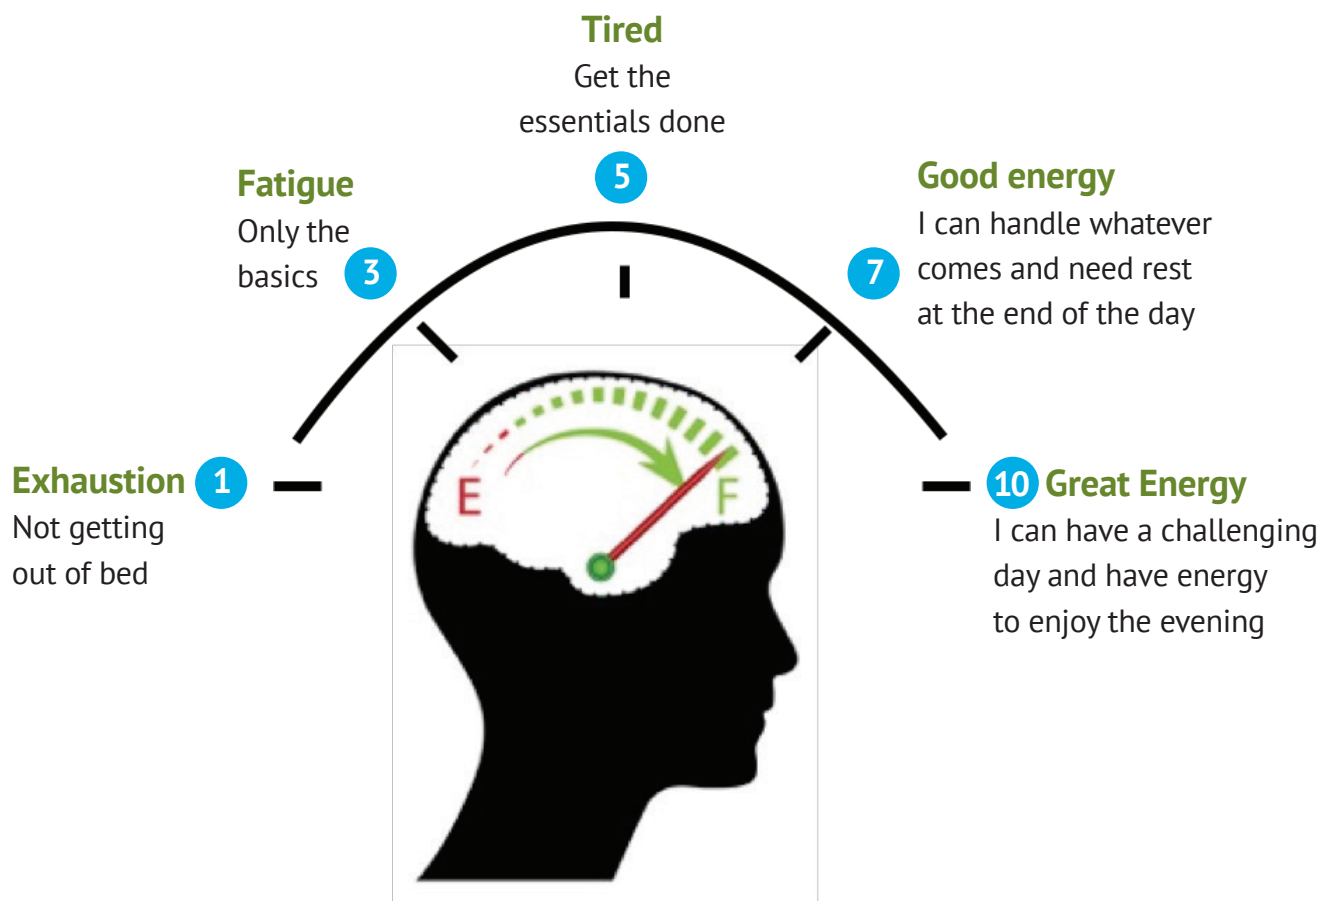 Tired
Get the
essentials done
5
Fatigue
Only the
basics
3
Good energy
I can handle whatever
comes and need rest
at the end of the day
7
Exhaustion 1
Not getting
out of bed
10 Great Energy
I can have a challenging
day and have energy
to enjoy the evening
E
F